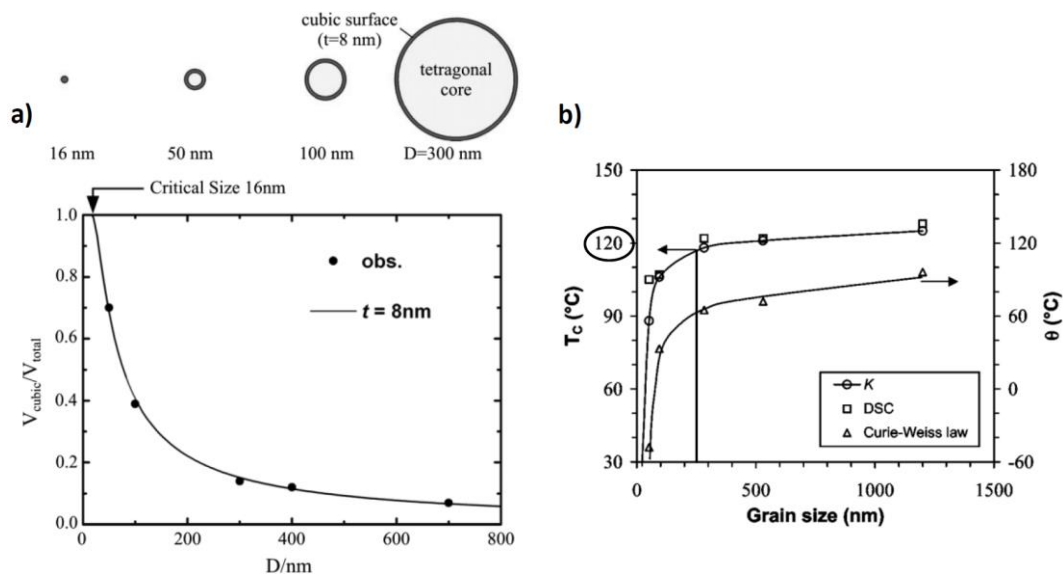 a)
cubic surface
(t=8 nm)
tetragonal
core
16 nm
50 nm
100 nm
D=300 nm
Critical Size 16nm
1.0
0.8
0.6
0.4
0.2
0.0
V_cubic/V_total
obs.
t = 8nm
0
200
400
600
800
D/nm
b)
150
120
90
60
30
T_C (°C)
180
120
60
0
-60
θ (°C)
K
DSC
Curie-Weiss law
0
500
1000
1500
Grain size (nm)